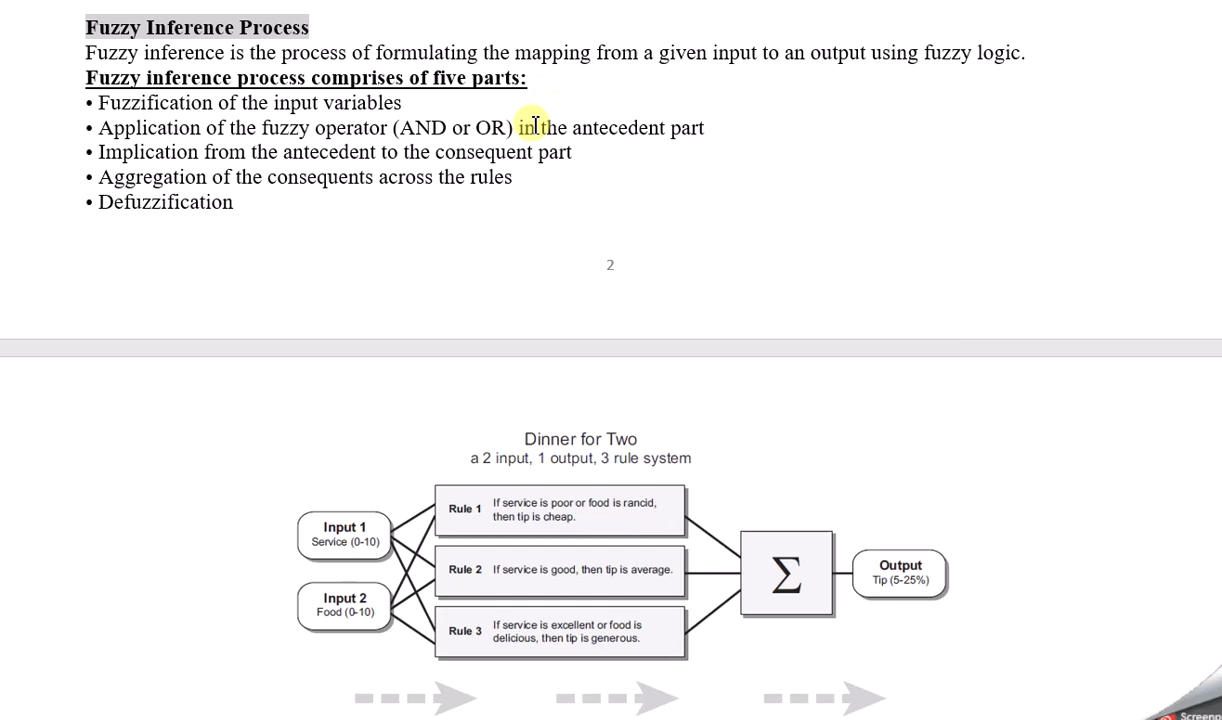 Fuzzy Inference Process
Fuzzy inference is the process of formulating the mapping from a given input to an output using fuzzy logic.
Fuzzy inference process comprises of five parts:
• Fuzzification of the input variables
• Application of the fuzzy operator (AND or OR) in the antecedent part
• Implication from the antecedent to the consequent part
• Aggregation of the consequents across the rules
• Defuzzification
2
Dinner for Two
a 2 input, 1 output, 3 rule system
Input 1
Service (0-10)
Input 2
Food (0-10)
Rule 1 If service is poor or food is rancid,
then tip is cheap.
Rule 2 If service is good, then tip is average.
Rule 3 If service is excellent or food is
delicious, then tip is generous.
Σ
Output
Tip (5-25%)